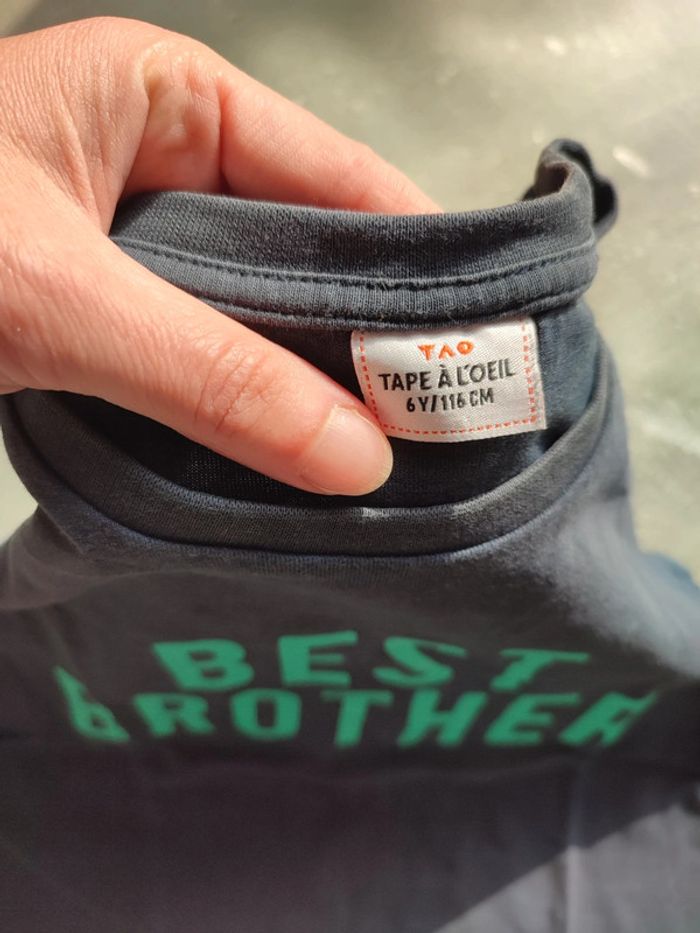 TAO
TAPE À L'OEIL
6Y/116 CM
BEST
BROTHER